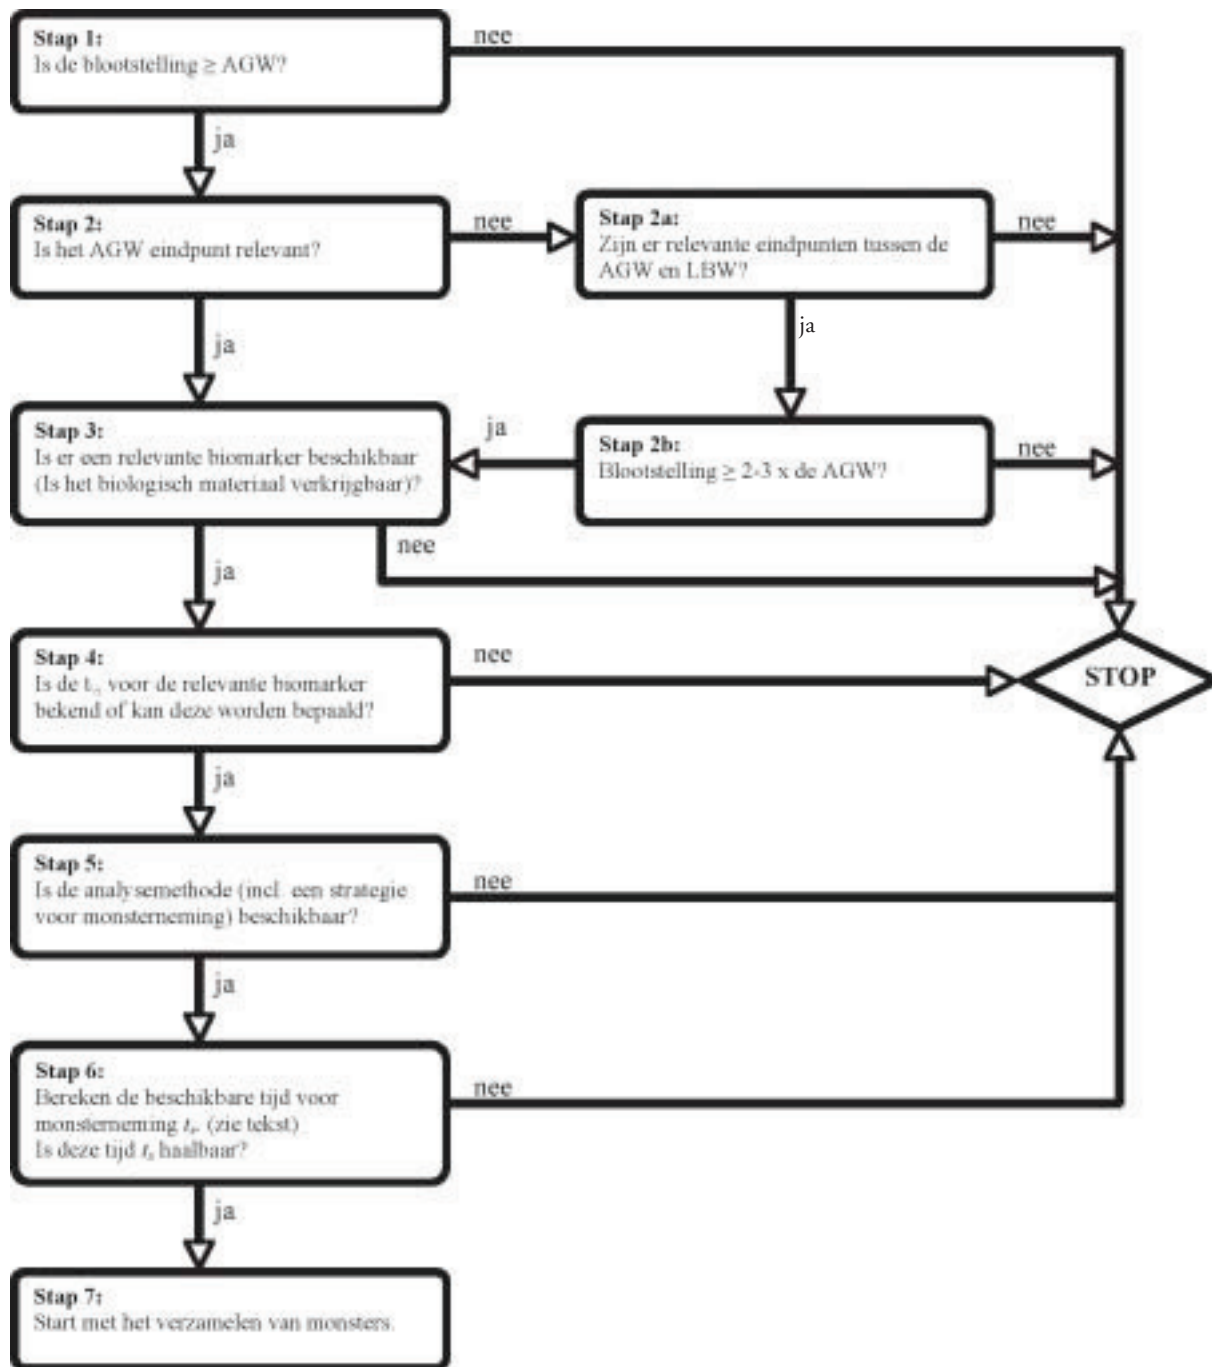 Stap 1:
Is de blootstelling ≥ AGW?
nee
ja
Stap 2:
Is het AGW eindpunt relevant?
nee
Stap 2a:
Zijn er relevante eindpunten tussen de
AGW en LBW?
nee
ja
ja
Stap 3:
Is er een relevante biomarker beschikbaar
(Is het biologisch materiaal verkrijgbaar)?
ja
Stap 2b:
Blootstelling ≥ 2-3 x de AGW?
nee
nee
ja
Stap 4:
Is de voor de relevante biomarker
bekend of kan deze worden bepaald?
nee
STOP
ja
Stap 5:
Is de analysemethode (incl. een strategie
voor monsterneming) beschikbaar?
nee
ja
Stap 6:
Bereken de beschikbare tijd voor
monsterneming (zie tekst)
Is deze tijd haalbaar?
nee
ja
Stap 7:
Start met het verzamelen van monsters.